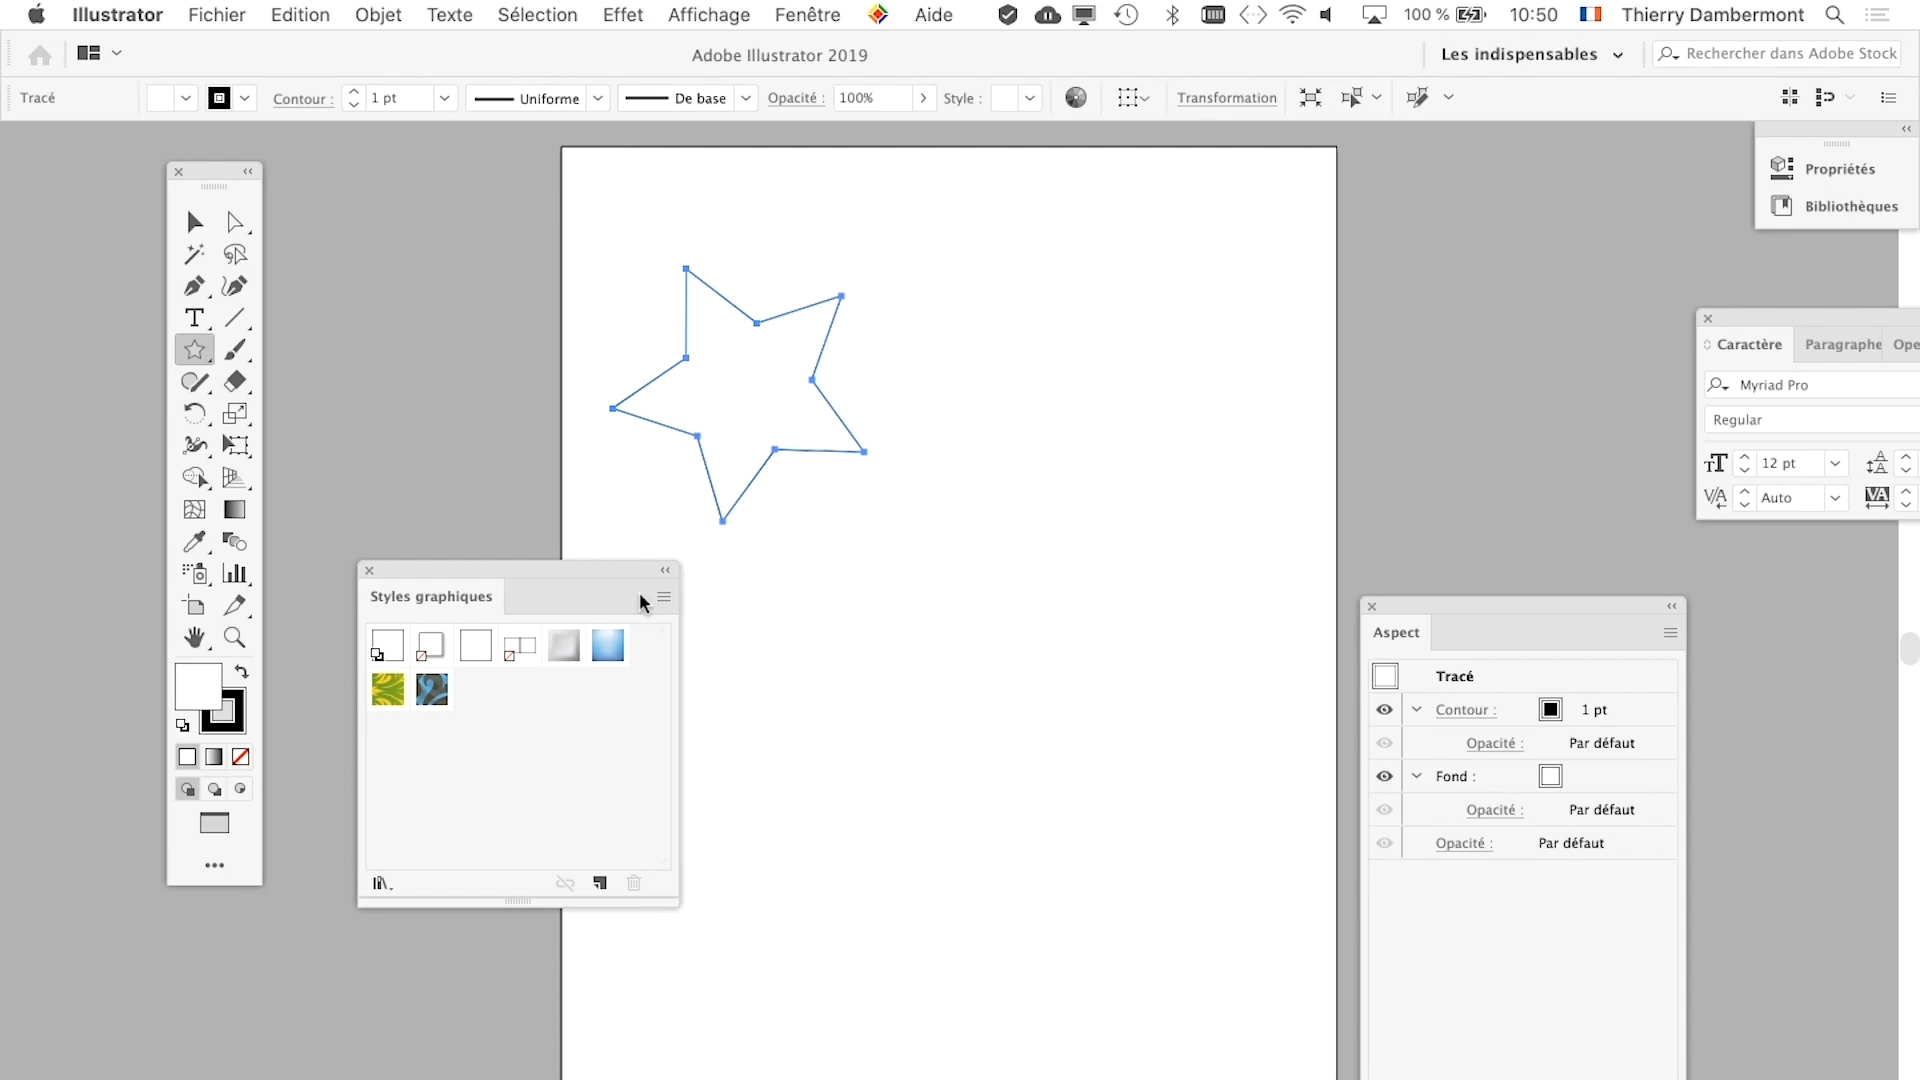 Illustrator Fichier Edition Objet Texte Sélection Effet Affichage Fenêtre Aide 100 % 10:50 Thierry Dambermont
Adobe Illustrator 2019 Les indispensables Rechercher dans Adobe Stock
Tracé Contour : 1 pt Uniforme De base Opacité : 100% Style : Transformation
Propriétés
Bibliothèques
Caractère Paragraphe Ope
Myriad Pro
Regular
12 pt
Auto
Styles graphiques
Aspect
Tracé
Contour : 1 pt
Opacité : Par défaut
Fond :
Opacité : Par défaut
Opacité : Par défaut